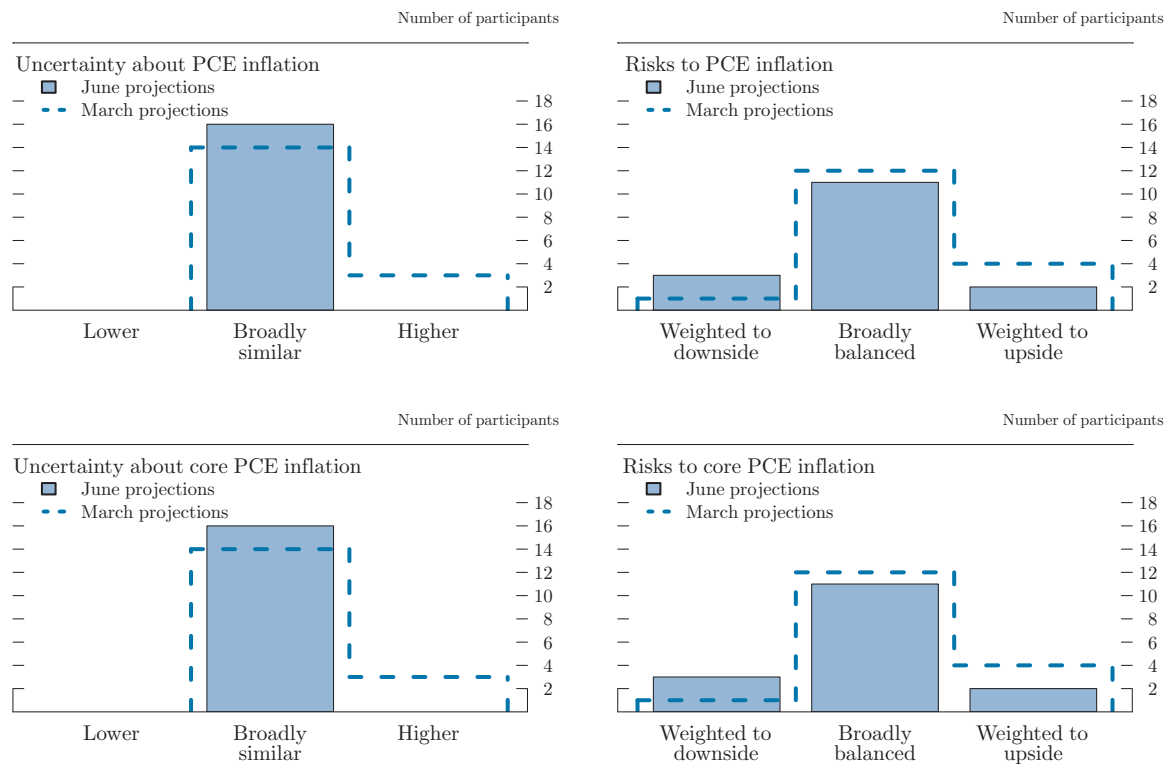 Number of participants
Uncertainty about PCE inflation
June projections
March projections
18
16
14
12
10
8
6
4
2
Lower
Broadly
similar
Higher
Number of participants
Risks to PCE inflation
June projections
March projections
18
16
14
12
10
8
6
4
2
Weighted to
downside
Broadly
balanced
Weighted to
upside
Number of participants
Uncertainty about core PCE inflation
June projections
March projections
18
16
14
12
10
8
6
4
2
Lower
Broadly
similar
Higher
Number of participants
Risks to core PCE inflation
June projections
March projections
18
16
14
12
10
8
6
4
2
Weighted to
downside
Broadly
balanced
Weighted to
upside